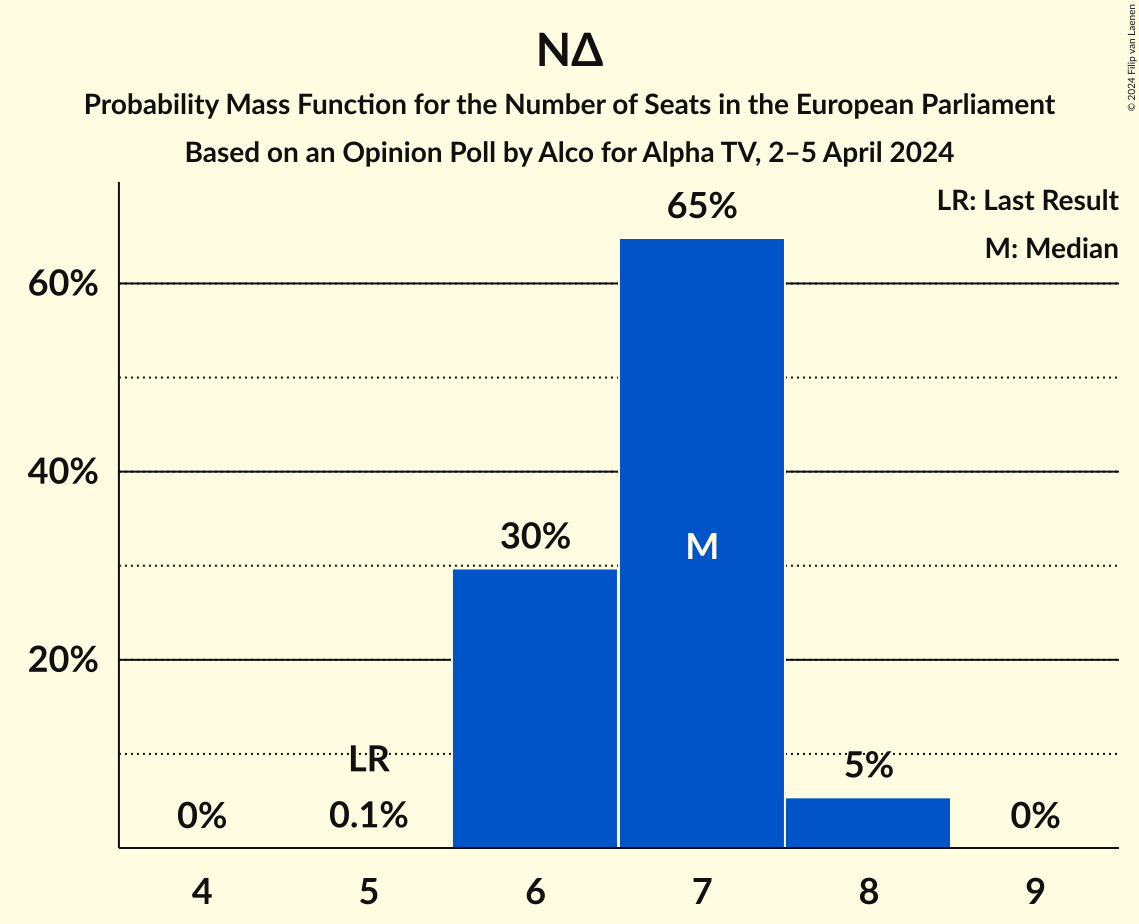 ΝΔ
Probability Mass Function for the Number of Seats in the European Parliament
Based on an Opinion Poll by Alco for Alpha TV, 2–5 April 2024
© 2024 Filip van Laenen
LR: Last Result
M: Median
65%
60%
40%
30%
M
20%
LR
5%
0%
0.1%
0%
4
5
6
7
8
9